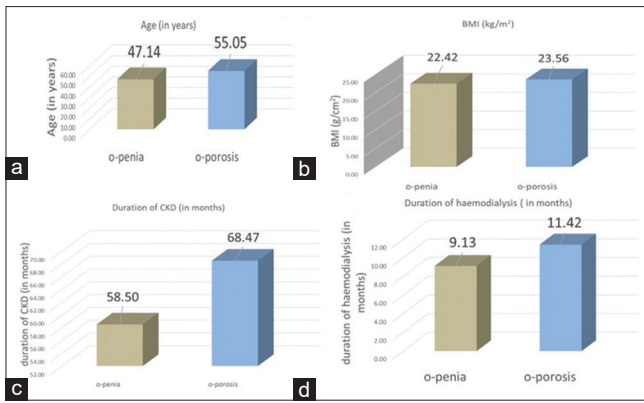 Age (in years)
47.14
55.05
Age (in years)
60.00
50.00
40.00
30.00
20.00
10.00
0.00
o-penia
o-porosis
a
BMI (kg/m²)
22.42
23.56
BMI (g/cm²)
25.00
20.00
15.00
10.00
5.00
0.00
o-penia
o-porosis
b
Duration of CKD (in months)
68.47
58.50
duration of CKD (in months)
70.00
68.00
66.00
64.00
62.00
60.00
58.00
56.00
54.00
52.00
o-penia
o-porosis
c
Duration of haemodialysis ( in months)
11.42
9.13
duration of haemodialysis (in
months)
12.00
10.00
8.00
6.00
4.00
2.00
0.00
o-penia
o-porosis
d